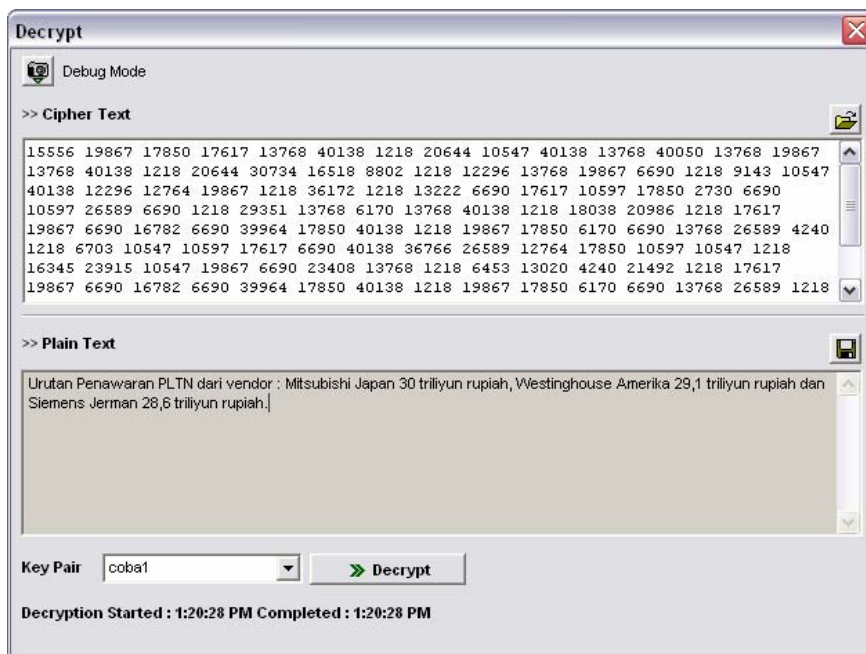 Decrypt
Debug Mode
>> Cipher Text
15556 19867 17850 17617 13768 40138 1218 20644 10547 40138 13768 40050 13768 19867
13768 40138 1218 20644 30734 16518 8802 1218 12296 13768 19867 6690 1218 9143 10547
40138 12296 12764 19867 1218 36172 1218 13222 6690 17617 10597 17850 2730 6690
10597 26589 6690 1218 29351 13768 6170 13768 40138 1218 18038 20986 1218 17617
19867 6690 16782 6690 39964 17850 40138 1218 19867 17850 6170 6690 13768 26589 4240
1218 6703 10547 10597 17617 6690 40138 36766 26589 12764 17850 10597 10547 1218
16345 23915 10547 19867 6690 23408 13768 1218 6453 13020 4240 21492 1218 17617
19867 6690 16782 6690 39964 17850 40138 1218 19867 17850 6170 6690 13768 26589 1218
>> Plain Text
Urutan Penawaran PLTN dari vendor : Mitsubishi Japan 30 triliyun rupiah, Westinghouse Amerika 29,1 triliyun rupiah dan
Siemens Jerman 28,6 triliyun rupiah.
Key Pair coba1 >> Decrypt
Decryption Started : 1:20:28 PM Completed : 1:20:28 PM